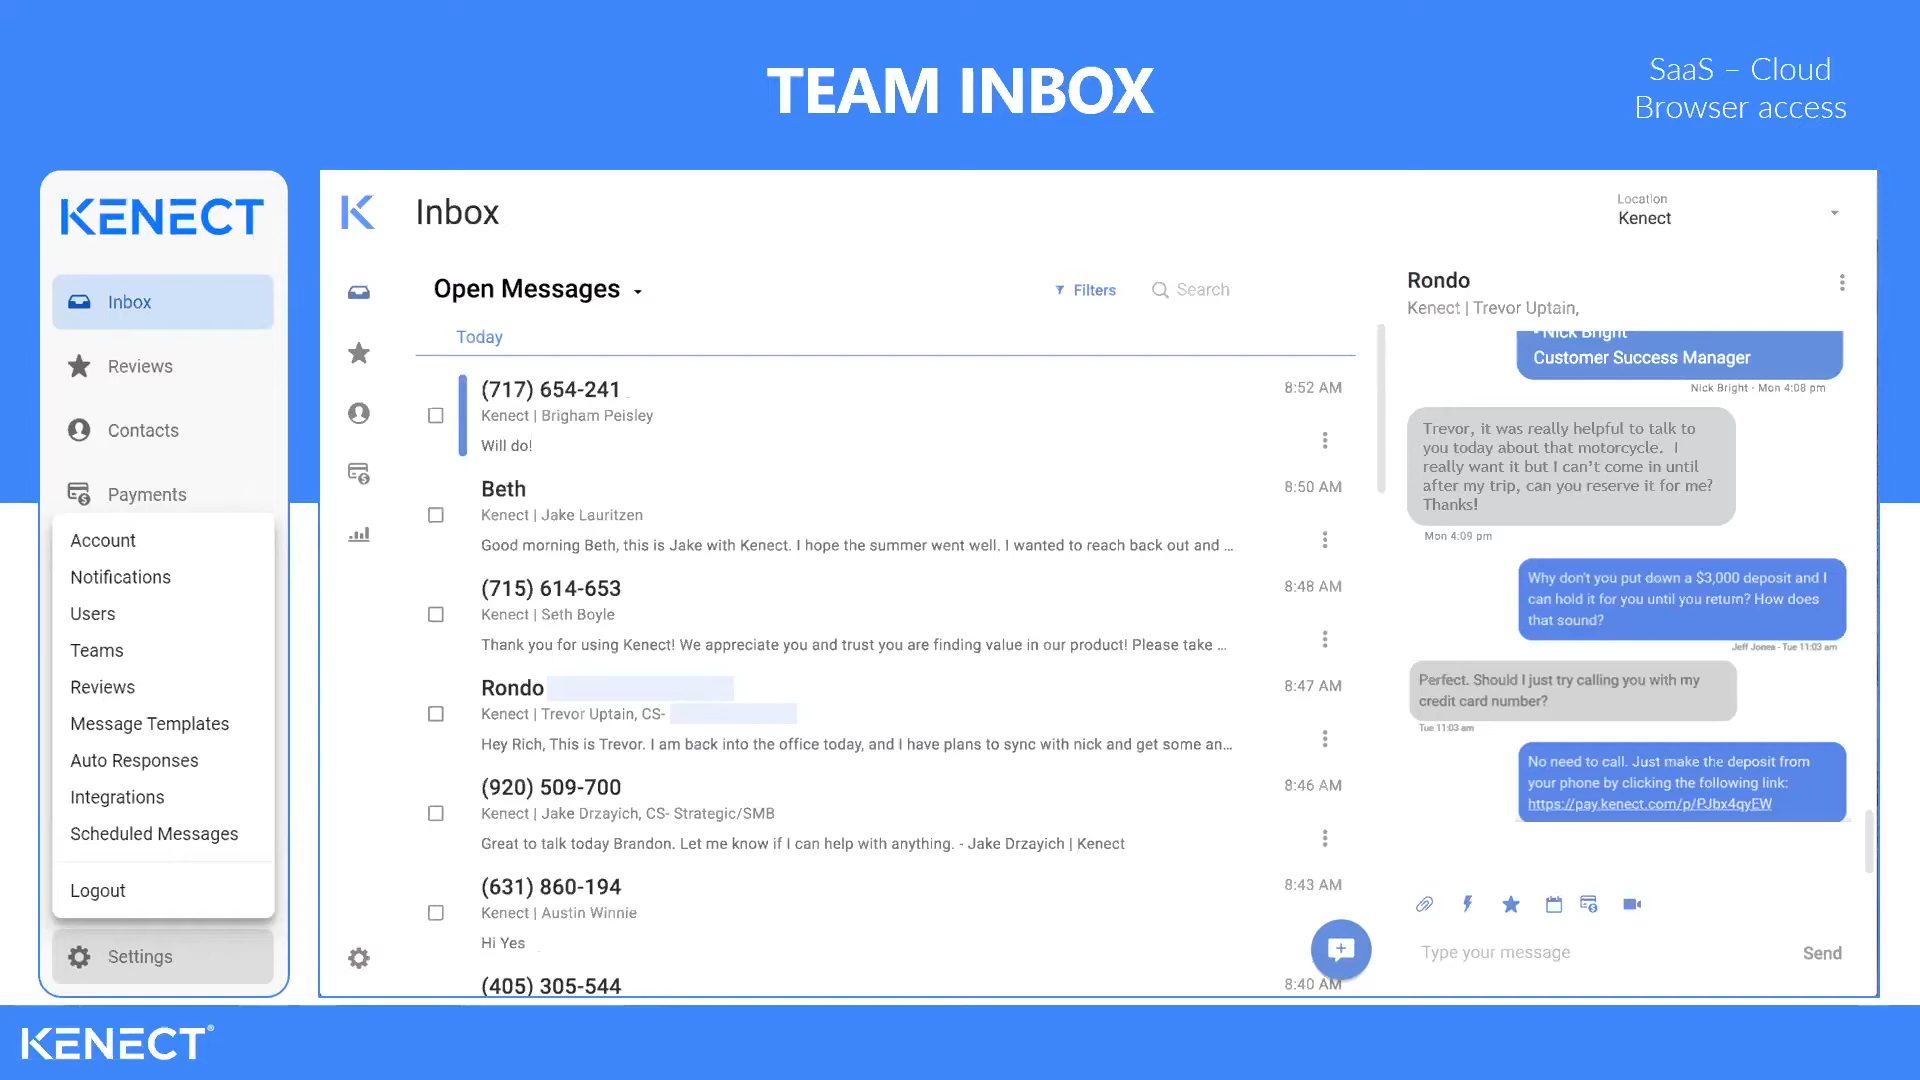 TEAM INBOX
SaaS – Cloud
Browser access
KENECT
Inbox
Reviews
Contacts
Payments
Account
Notifications
Users
Teams
Reviews
Message Templates
Auto Responses
Integrations
Scheduled Messages
Logout
Settings
K
Inbox
Location
Kenect
Open Messages
Filters
Search
Today
(717) 654-241
8:52 AM
Kenect | Brigham Peisley
Will do!
Beth
8:50 AM
Kenect | Jake Lauritzen
Good morning Beth, this is Jake with Kenect. I hope the summer went well. I wanted to reach back out and ...
(715) 614-653
8:48 AM
Kenect | Seth Boyle
Thank you for using Kenect! We appreciate you and trust you are finding value in our product! Please take ...
Rondo
8:47 AM
Kenect | Trevor Uptain, CS-
Hey Rich, This is Trevor. I am back into the office today, and I have plans to sync with nick and get some an...
(920) 509-700
8:46 AM
Kenect | Jake Drzayich, CS- Strategic/SMB
Great to talk today Brandon. Let me know if I can help with anything. - Jake Drzayich | Kenect
(631) 860-194
8:43 AM
Kenect | Austin Winnie
Hi Yes
(405) 305-544
8:40 AM
Rondo
Kenect | Trevor Uptain,
- Nick Bright
Customer Success Manager
Nick Bright · Mon 4:08 pm
Trevor, it was really helpful to talk to
you today about that motorcycle. I
really want it but I can't come in until
after my trip, can you reserve it for me?
Thanks!
Mon 4:09 pm
Why don't you put down a $3,000 deposit and I
can hold it for you until you return? How does
that sound?
Jeff Jones - Tue 11:03 am
Perfect. Should I just try calling you with my
credit card number?
Tue 11:03 am
No need to call. Just make the deposit from
your phone by clicking the following link:
https://pay.kenect.com/p/PJbx4qyEW
Type your message
Send
KENECT®